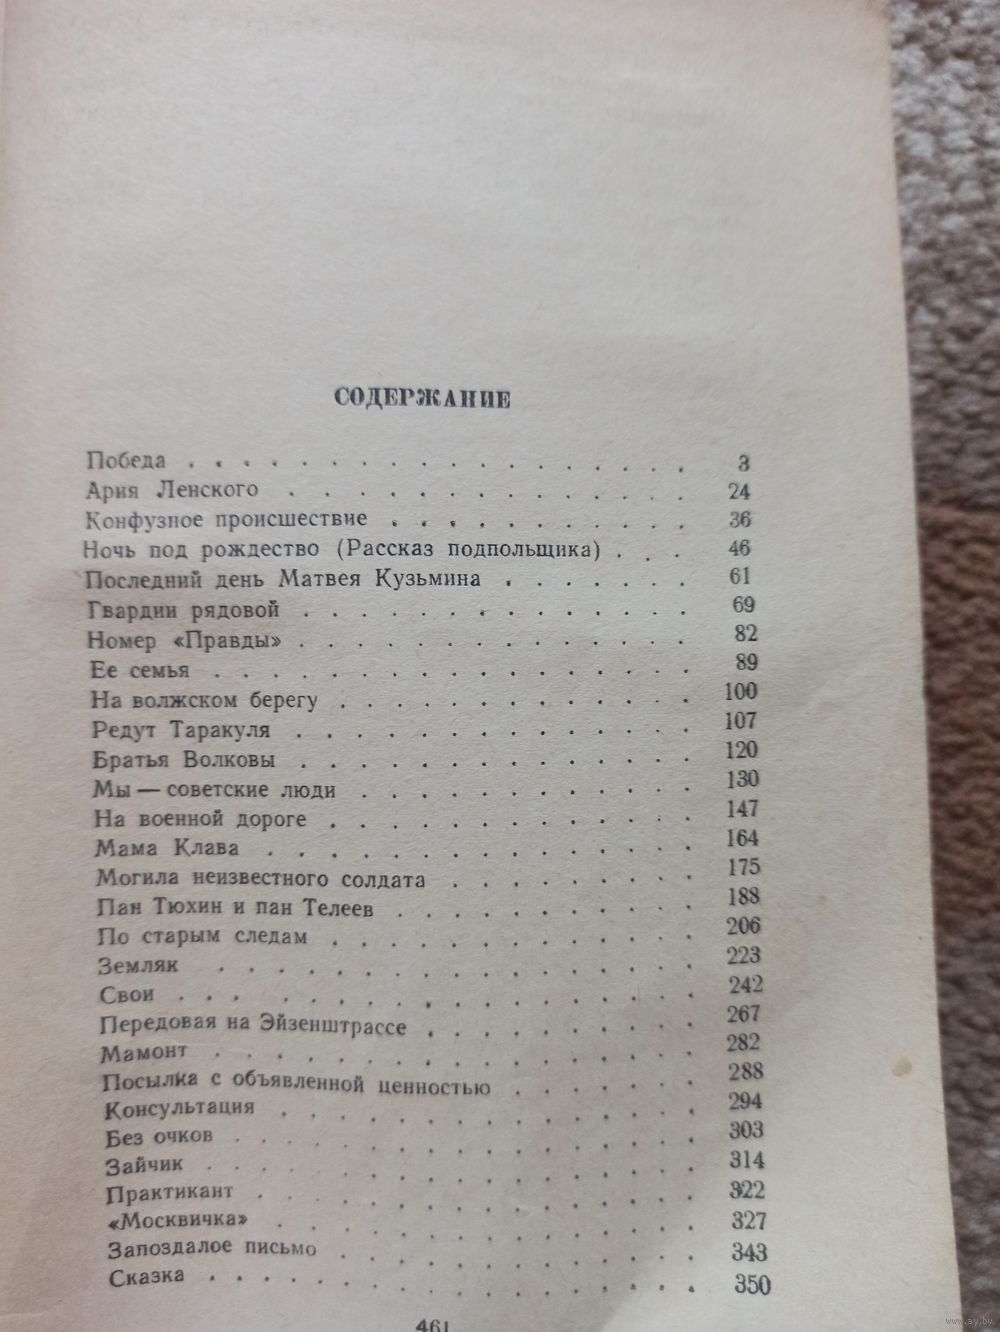 СОДЕРЖАНИЕ
Победа . . . . . . . . . . . . . . . . . . 3
Ария Ленского . . . . . . . . . . . . . . 24
Конфузное происшествие . . . . . . . . . . . 36
Ночь под рождество (Рассказ подпольщика) . . . 46
Последний день Матвея Кузьмина . . . . . . . 61
Гвардии рядовой . . . . . . . . . . . . . . 69
Номер «Правды» . . . . . . . . . . . . . . 82
Ее семья . . . . . . . . . . . . . . . . . 89
На волжском берегу . . . . . . . . . . . . . 100
Редут Таракуля . . . . . . . . . . . . . . 107
Братья Волковы . . . . . . . . . . . . . . 120
Мы — советские люди . . . . . . . . . . . . 130
На военной дороге . . . . . . . . . . . . . 147
Мама Клава . . . . . . . . . . . . . . . 164
Могила неизвестного солдата . . . . . . . . . 175
Пан Тюхин и пан Телеев . . . . . . . . . . . 188
По старым следам . . . . . . . . . . . . . 206
Земляк . . . . . . . . . . . . . . . . . 223
Свои . . . . . . . . . . . . . . . . . . 242
Передовая на Эйзенштрассе . . . . . . . . . . 267
Мамонт . . . . . . . . . . . . . . . . . 282
Посылка с объявленной ценностью . . . . . . . 288
Консультация . . . . . . . . . . . . . . . 294
Без очков . . . . . . . . . . . . . . . . 303
Зайчик . . . . . . . . . . . . . . . . . 314
Практикант . . . . . . . . . . . . . . . . 322
«Москвичка» . . . . . . . . . . . . . . . 327
Запоздалое письмо . . . . . . . . . . . . . 343
Сказка . . . . . . . . . . . . . . . . . 350
461
www.ay.by